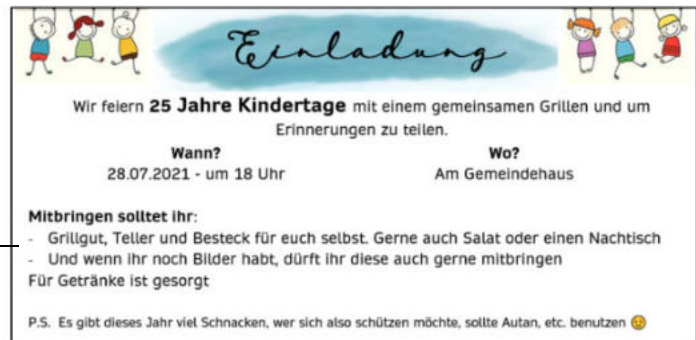 Einladung
Wir feiern 25 Jahre Kindertage mit einem gemeinsamen Grillen und um
Erinnerungen zu teilen.
Wann?
28.07.2021 - um 18 Uhr
Wo?
Am Gemeindehaus
Mitbringen solltet ihr:
- Grillgut, Teller und Besteck für euch selbst. Gerne auch Salat oder einen Nachtisch
- Und wenn ihr noch Bilder habt, dürft ihr diese auch gerne mitbringen
Für Getränke ist gesorgt
P.S. Es gibt dieses Jahr viel Schnacken, wer sich also schützen möchte, sollte Autan, etc. benutzen